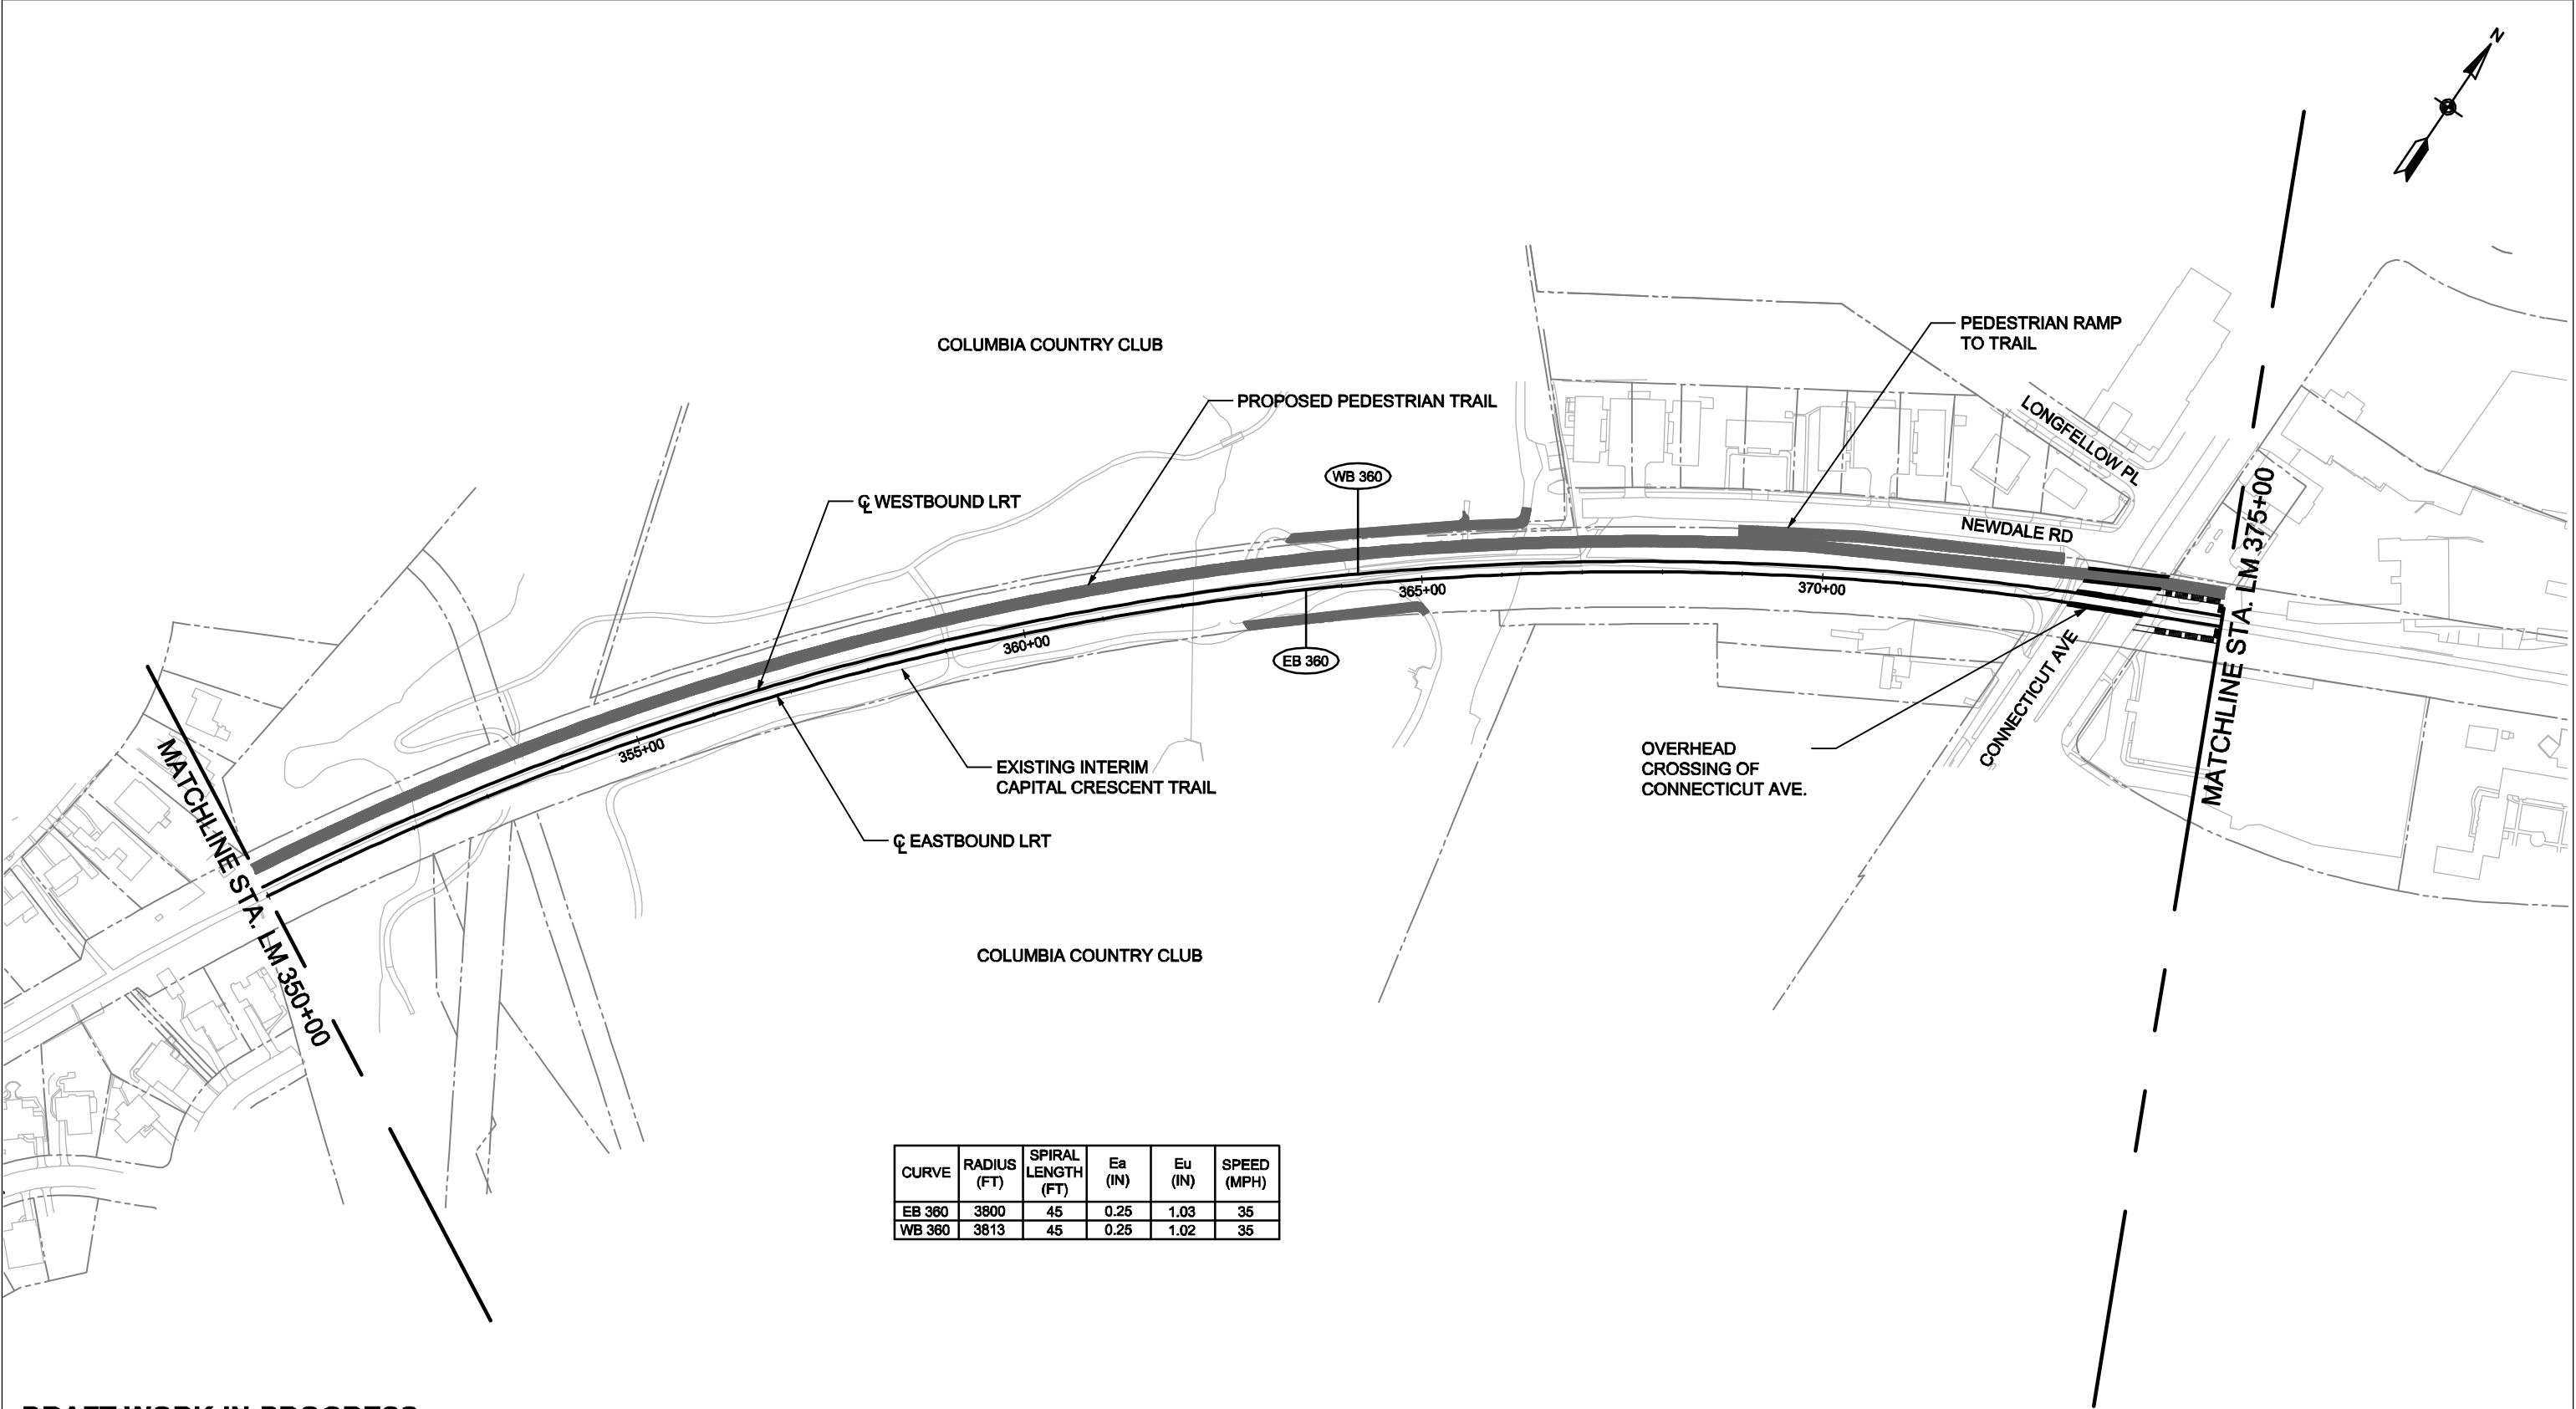 N
COLUMBIA COUNTRY CLUB
PROPOSED PEDESTRIAN TRAIL
PEDESTRIAN RAMP
TO TRAIL
LONGFELLOW PL
WB 360
℄ WESTBOUND LRT
NEWDALE RD
MATCHLINE STA. LM 375+00
365+00
370+00
360+00
EB 360
355+00
CONNECTICUT AVE
MATCHLINE STA. LM 350+00
EXISTING INTERIM
CAPITAL CRESCENT TRAIL
OVERHEAD
CROSSING OF
CONNECTICUT AVE.
℄ EASTBOUND LRT
COLUMBIA COUNTRY CLUB
CURVE RADIUS (FT) SPIRAL LENGTH (FT) Ea (IN) Eu (IN) SPEED (MPH)
EB 360 3800 45 0.25 1.03 35
WB 360 3813 45 0.25 1.02 35
DRAFT WORK IN PROGRESS